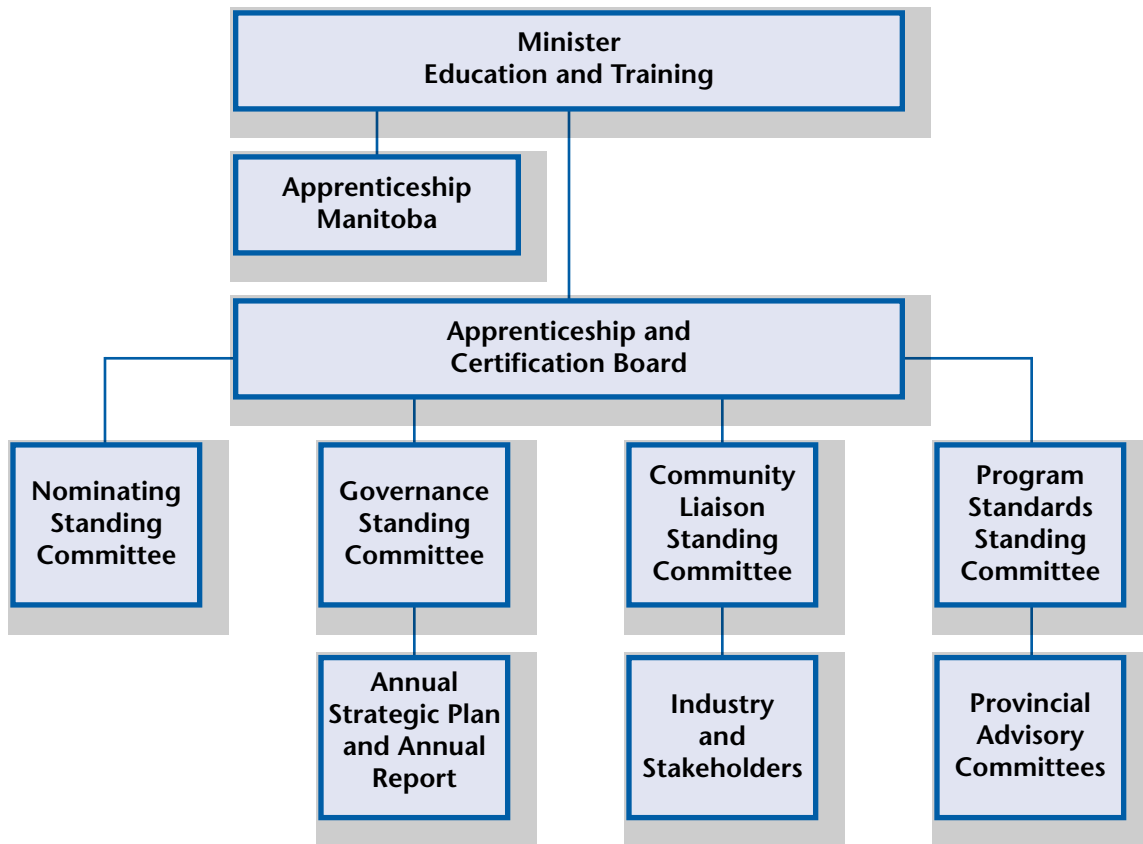 Minister
Education and Training
Apprenticeship
Manitoba
Apprenticeship and
Certification Board
Nominating
Standing
Committee
Governance
Standing
Committee
Community
Liaison
Standing
Committee
Program
Standards
Standing
Committee
Annual
Strategic Plan
and Annual
Report
Industry
and
Stakeholders
Provincial
Advisory
Committees